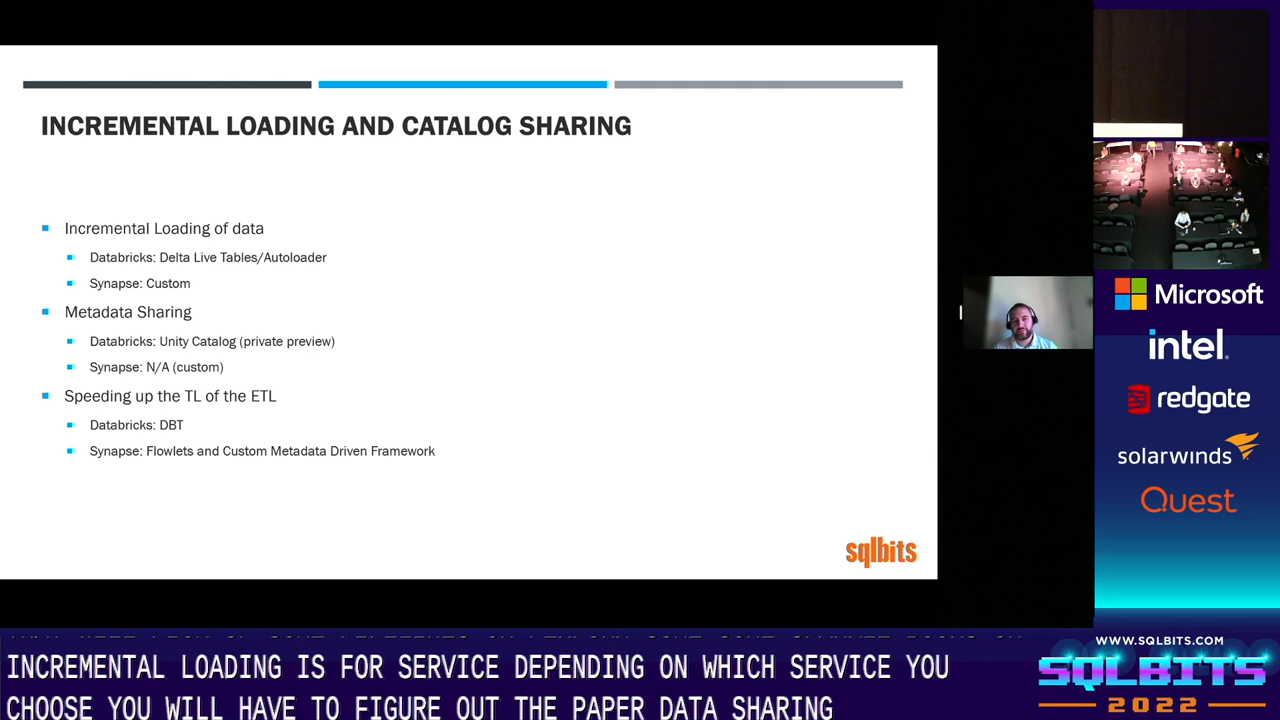 INCREMENTAL LOADING AND CATALOG SHARING
Incremental Loading of data
Databricks: Delta Live Tables/Autoloader
Synapse: Custom
Metadata Sharing
Databricks: Unity Catalog (private preview)
Synapse: N/A (custom)
Speeding up the TL of the ETL
Databricks: DBT
Synapse: Flowlets and Custom Metadata Driven Framework
sqlbits
Microsoft
intel.
redgate
solarwinds
Quest
WWW.SQLBITS.COM
SQLBITS
2022
INCREMENTAL LOADING IS FOR SERVICE DEPENDING ON WHICH SERVICE YOU
CHOOSE YOU WILL HAVE TO FIGURE OUT THE PAPER DATA SHARING